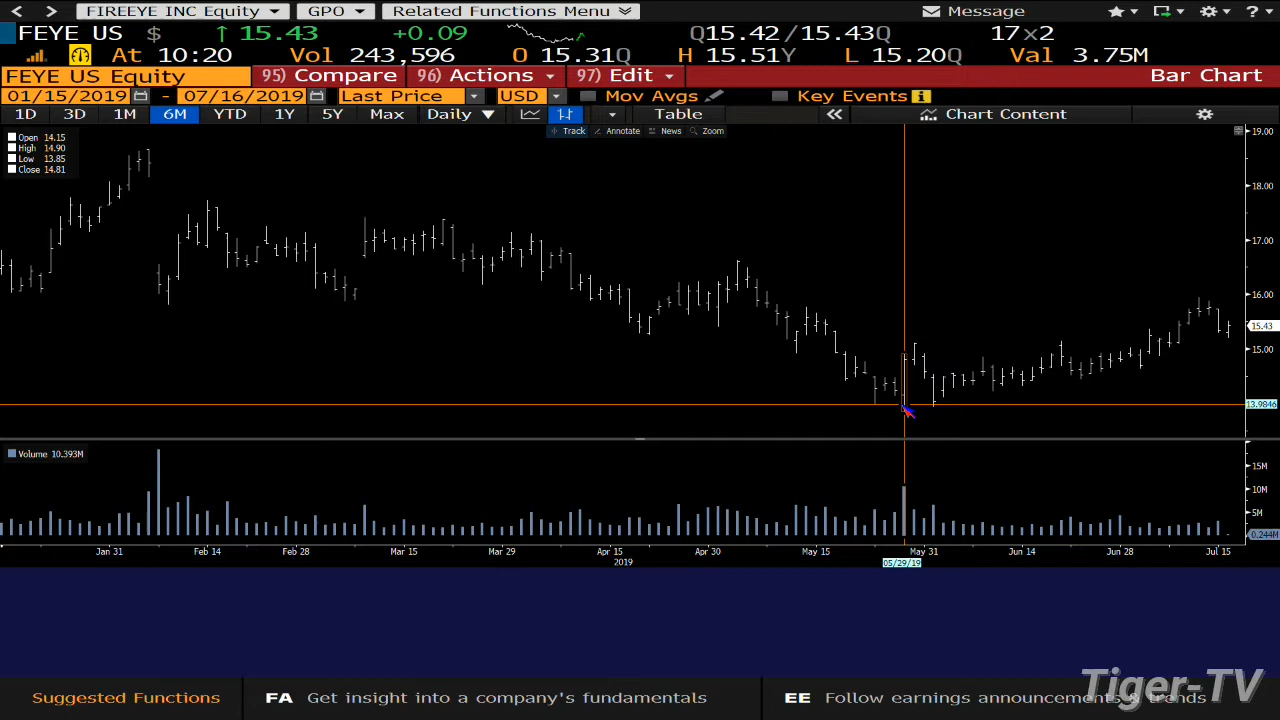 FIREEYE INC Equity GPO Related Functions Menu Message
FEYE US $ ↑ 15.43 +0.09 Q15.42/15.43Q 17×2
At 10:20 Vol 243,596 O 15.31Q H 15.51Y L 15.20Q Val 3.75M
FEYE US Equity 95) Compare 96) Actions 97) Edit Bar Chart
01/15/2019 - 07/16/2019 Last Price USD Mov Avgs Key Events
1D 3D 1M 6M YTD 1Y 5Y Max Daily ▼ Table Chart Content
Track Annotate News Zoom
Open 14.15
High 14.90
Low 13.85
Close 14.81
19.00
18.00
17.00
16.00
15.43
15.00
13.9846
Volume 10.393M
15M
10M
5M
0.244M
Jan 31 Feb 14 Feb 28 Mar 15 Mar 29 Apr 15 Apr 30 May 15 May 31 Jun 14 Jun 28 Jul 15
2019 05/29/19
Suggested Functions FA Get insight into a company's fundamentals EE Follow earnings announcements & trends
Tiger-TV